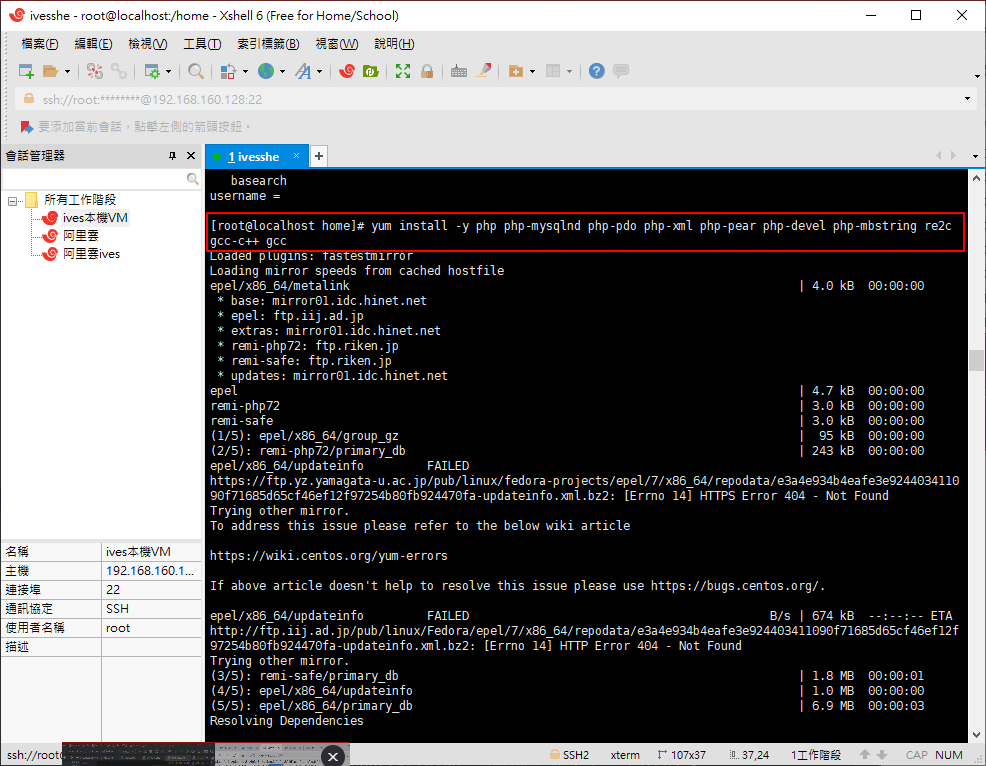 ivesshe - root@localhost:/home - Xshell 6 (Free for Home/School)
檔案(F) 編輯(E) 檢視(V) 工具(T) 索引標籤(B) 視窗(W) 說明(H)
ssh://root:********@192.168.160.128:22
要添加當前會話，點擊左側的箭頭按鈕。
會話管理器
所有工作階段
ives本機VM
阿里雲
阿里雲ives
名稱 ives本機VM
主機 192.168.160.1...
連接埠 22
通訊協定 SSH
使用者名稱 root
描述
1 ivesshe
basearch
username =
[root@localhost home]# yum install -y php php-mysqlnd php-pdo php-xml php-pear php-devel php-mbstring re2c
gcc-c++ gcc
Loaded plugins: fastestmirror
Loading mirror speeds from cached hostfile
epel/x86_64/metalink | 4.0 kB 00:00:00
* base: mirror01.idc.hinet.net
* epel: ftp.iij.ad.jp
* extras: mirror01.idc.hinet.net
* remi-php72: ftp.riken.jp
* remi-safe: ftp.riken.jp
* updates: mirror01.idc.hinet.net
epel | 4.7 kB 00:00:00
remi-php72 | 3.0 kB 00:00:00
remi-safe | 3.0 kB 00:00:00
(1/5): epel/x86_64/group_gz | 95 kB 00:00:00
(2/5): remi-php72/primary_db | 243 kB 00:00:00
epel/x86_64/updateinfo FAILED
https://ftp.yz.yamagata-u.ac.jp/pub/linux/fedora-projects/epel/7/x86_64/repodata/e3a4e934b4eafe3e9244034110
90f71685d65cf46ef12f97254b80fb924470fa-updateinfo.xml.bz2: [Errno 14] HTTPS Error 404 - Not Found
Trying other mirror.
To address this issue please refer to the below wiki article
https://wiki.centos.org/yum-errors
If above article doesn't help to resolve this issue please use https://bugs.centos.org/.
epel/x86_64/updateinfo FAILED B/s | 674 kB --:--:-- ETA
http://ftp.iij.ad.jp/pub/linux/Fedora/epel/7/x86_64/repodata/e3a4e934b4eafe3e924403411090f71685d65cf46ef12f
97254b80fb924470fa-updateinfo.xml.bz2: [Errno 14] HTTP Error 404 - Not Found
Trying other mirror.
(3/5): remi-safe/primary_db | 1.8 MB 00:00:01
(4/5): epel/x86_64/updateinfo | 1.0 MB 00:00:00
(5/5): epel/x86_64/primary_db | 6.9 MB 00:00:03
Resolving Dependencies
ssh://root SSH2 xterm 107x37 37,24 1工作階段 CAP NUM